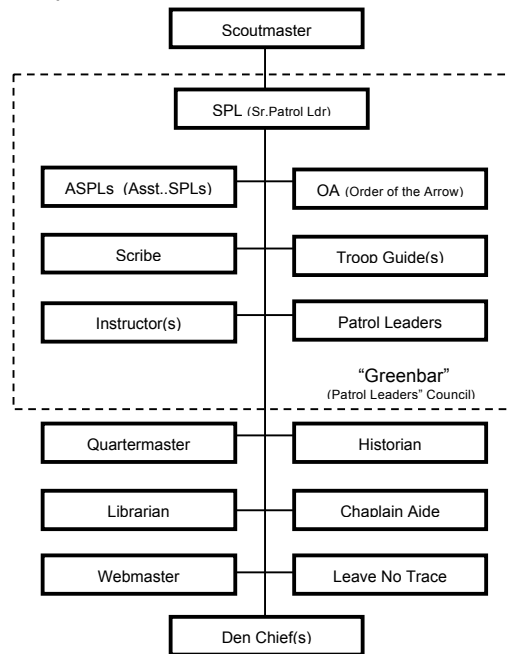 Scoutmaster
SPL (Sr.Patrol Ldr)
ASPLs (Asst..SPLs)
OA (Order of the Arrow)
Scribe
Troop Guide(s)
Instructor(s)
Patrol Leaders
“Greenbar”
(Patrol Leaders” Council)
Quartermaster
Historian
Librarian
Chaplain Aide
Webmaster
Leave No Trace
Den Chief(s)